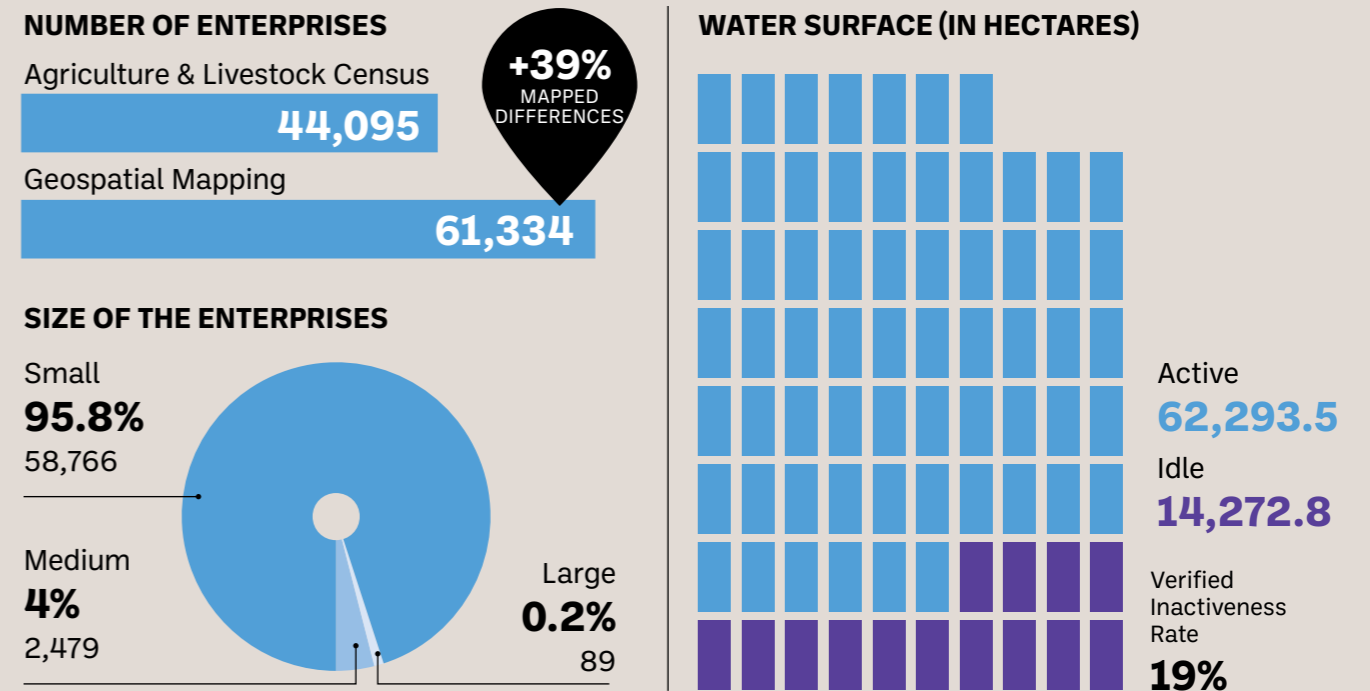 NUMBER OF ENTERPRISES
Agriculture & Livestock Census
44,095
+39%
MAPPED
DIFFERENCES
Geospatial Mapping
61,334
SIZE OF THE ENTERPRISES
Small
95.8%
58,766
Medium
4%
2,479
Large
0.2%
89
WATER SURFACE (IN HECTARES)
Active
62,293.5
Idle
14,272.8
Verified
Inactiveness
Rate
19%